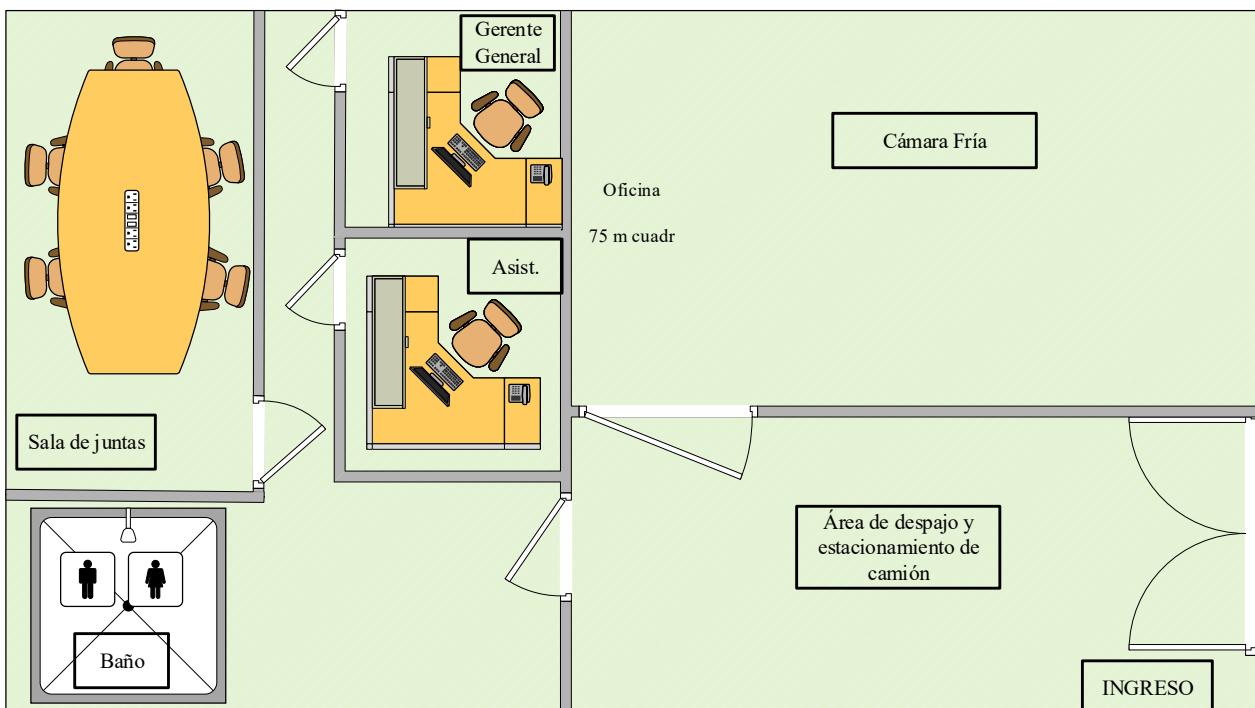 Gerente
General
Cámara Fría
Oficina
75 m cuadr
Asist.
Sala de juntas
Área de despajo y
estacionamiento de
camión
Baño
INGRESO